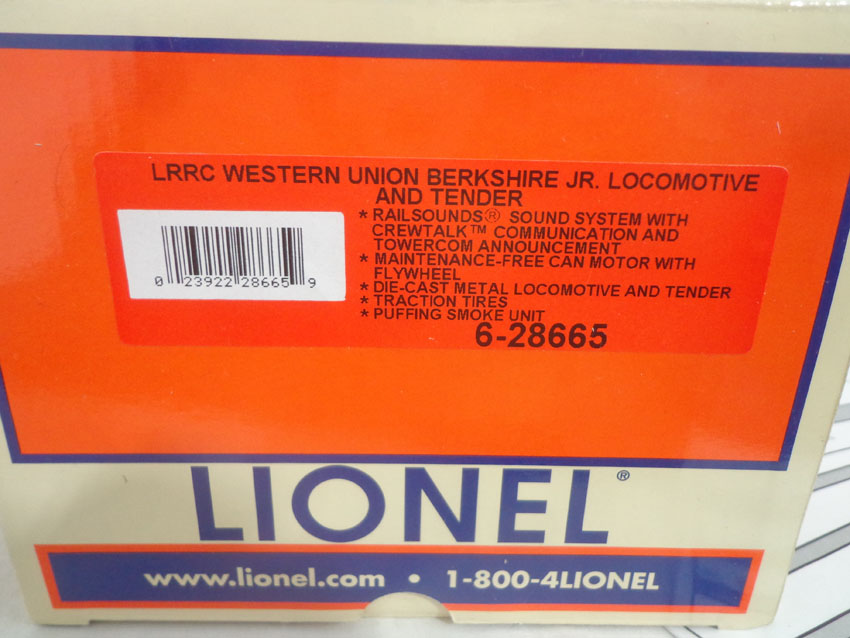 LRRC WESTERN UNION BERKSHIRE JR. LOCOMOTIVE
AND TENDER
* RAILSOUNDS® SOUND SYSTEM WITH
CREWTALK™ COMMUNICATION AND
TOWERCOM ANNOUNCEMENT
* MAINTENANCE-FREE CAN MOTOR WITH
FLYWHEEL
* DIE-CAST METAL LOCOMOTIVE AND TENDER
* TRACTION TIRES
* PUFFING SMOKE UNIT
6-28665
0 23922 28665 9
LIONEL®
www.lionel.com • 1-800-4LIONEL